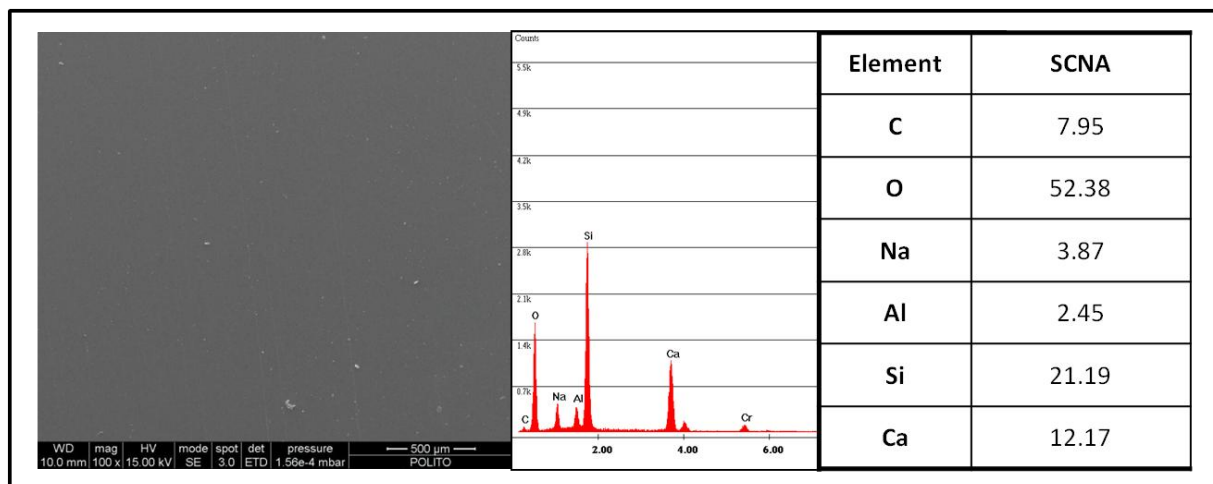 WD mag HV mode spot det pressure
10.0 mm 100 x 15.00 kV SE 3.0 ETD 1.56e-4 mbar
500 µm
POLITO
Counts
5.5k
4.9k
4.2k
3.5k
2.8k
2.1k
1.4k
0.7k
C
O
Na
Al
Si
Ca
Cr
2.00 4.00 6.00
Element SCNA
C 7.95
O 52.38
Na 3.87
Al 2.45
Si 21.19
Ca 12.17